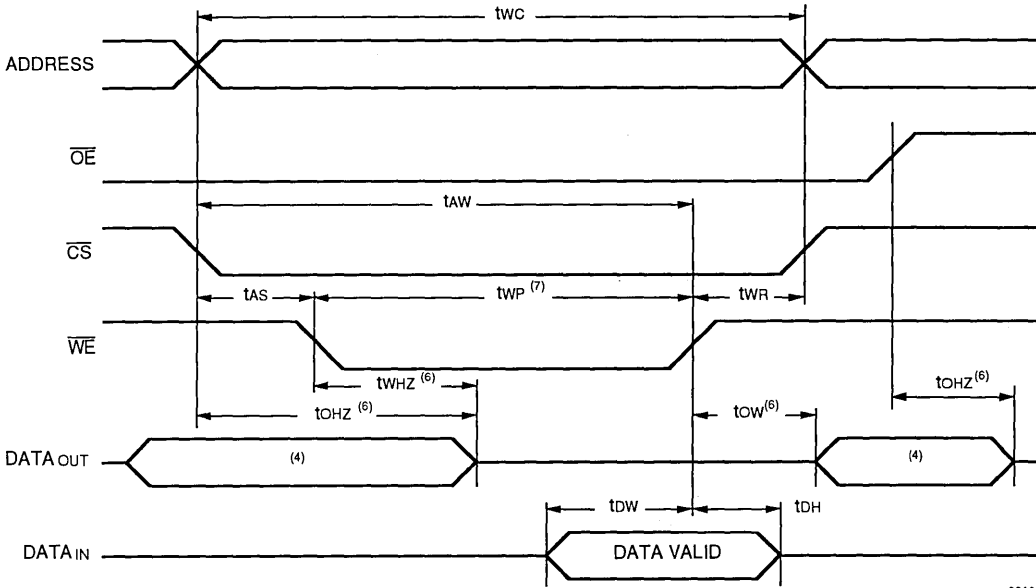 tWC
ADDRESS
OE
tAW
CS
tAS tWP (7) tWR
WE
tWHZ (6)
tOHZ (6) tOW(6) tOHZ(6)
DATA OUT (4) (4)
tDW tDH
DATA IN DATA VALID